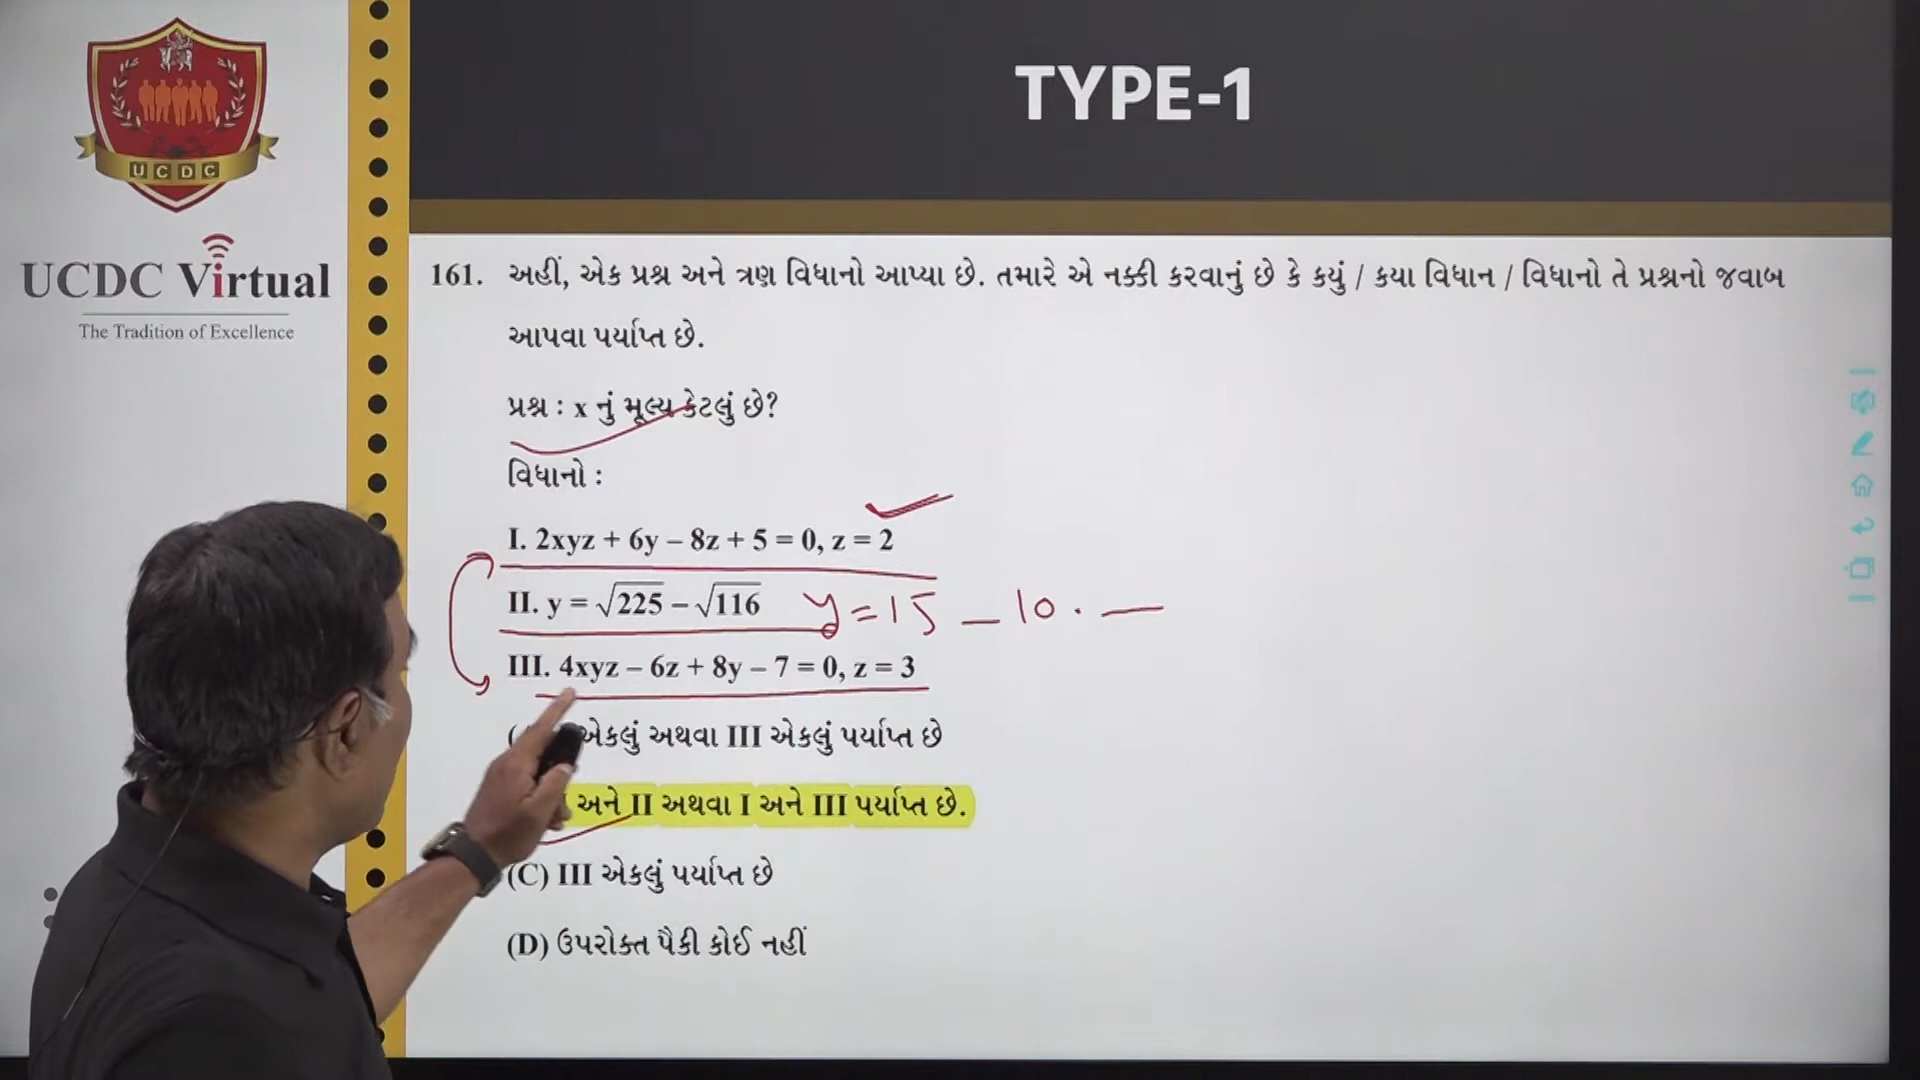 UCDC
UCDC Virtual
The Tradition of Excellence
TYPE-1
161. અહીં, એક પ્રશ્ન અને ત્રણ વિધાનો આપ્યા છે. તમારે એ નક્કી કરવાનું છે કે કયું / કયા વિધાન / વિધાનો તે પ્રશ્નનો જવાબ
આપવા પર્યાપ્ત છે.
પ્રશ્ન : x નું મૂલ્ય કેટલું છે?
વિધાનો :
I. 2xyz + 6y – 8z + 5 = 0, z = 2
II. y = √225 – √116 y = 15 – 10. —
III. 4xyz – 6z + 8y – 7 = 0, z = 3
એકલું અથવા III એકલું પર્યાપ્ત છે
અને II અથવા I અને III પર્યાપ્ત છે.
(C) III એકલું પર્યાપ્ત છે
(D) ઉપરોક્ત પૈકી કોઈ નહીં